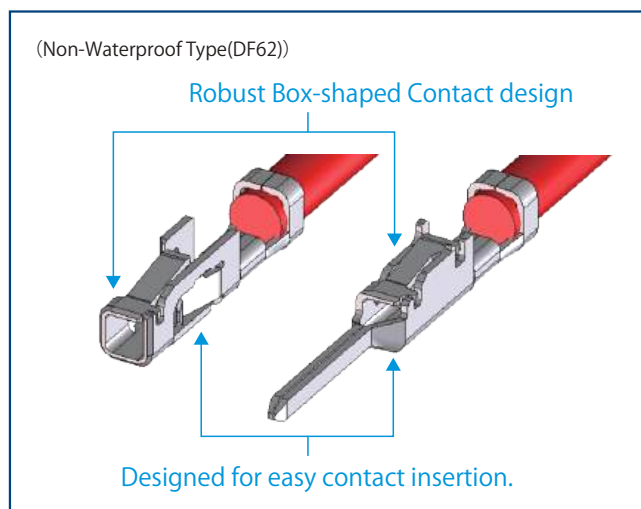 （Non-Waterproof Type(DF62)）
Robust Box-shaped Contact design
Designed for easy contact insertion.